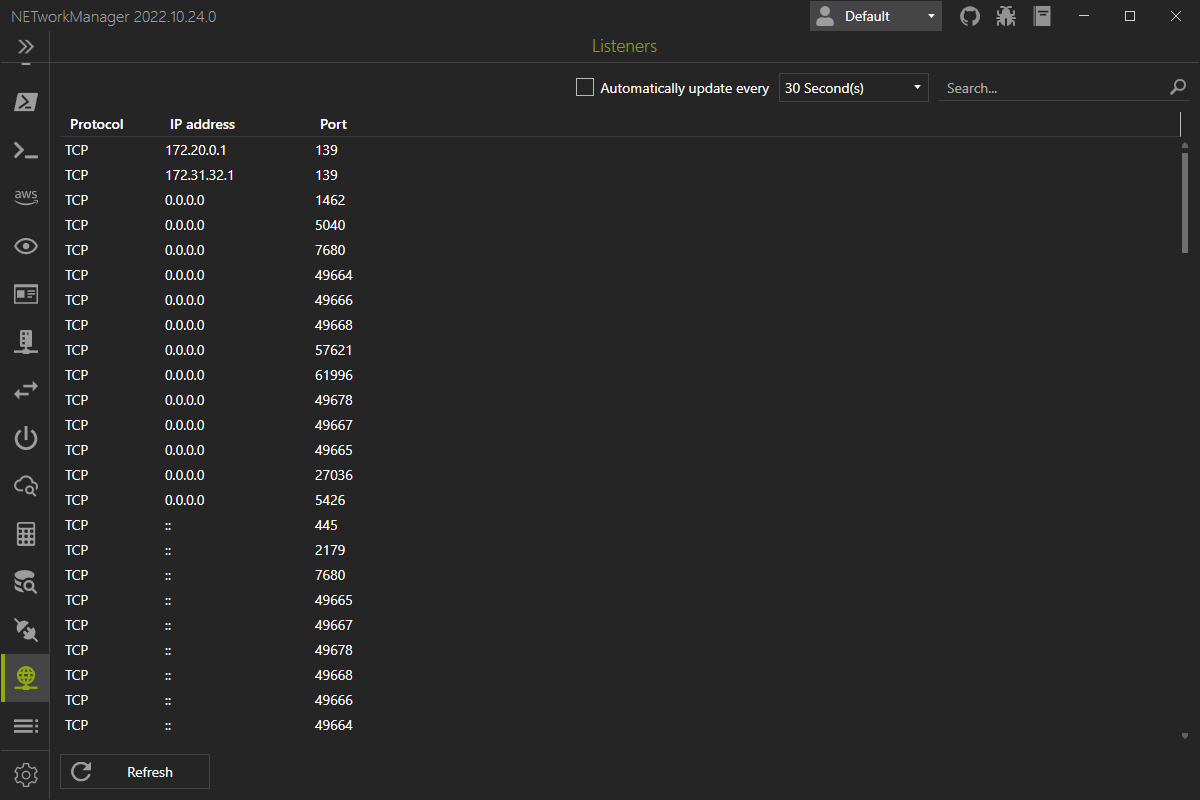 NETworkManager 2022.10.24.0
Default
Listeners
Automatically update every 30 Second(s) Search...
Protocol IP address Port
TCP 172.20.0.1 139
TCP 172.31.32.1 139
TCP 0.0.0.0 1462
TCP 0.0.0.0 5040
TCP 0.0.0.0 7680
TCP 0.0.0.0 49664
TCP 0.0.0.0 49666
TCP 0.0.0.0 49668
TCP 0.0.0.0 57621
TCP 0.0.0.0 61996
TCP 0.0.0.0 49678
TCP 0.0.0.0 49667
TCP 0.0.0.0 49665
TCP 0.0.0.0 27036
TCP 0.0.0.0 5426
TCP :: 445
TCP :: 2179
TCP :: 7680
TCP :: 49665
TCP :: 49667
TCP :: 49678
TCP :: 49668
TCP :: 49666
TCP :: 49664
aws
Refresh